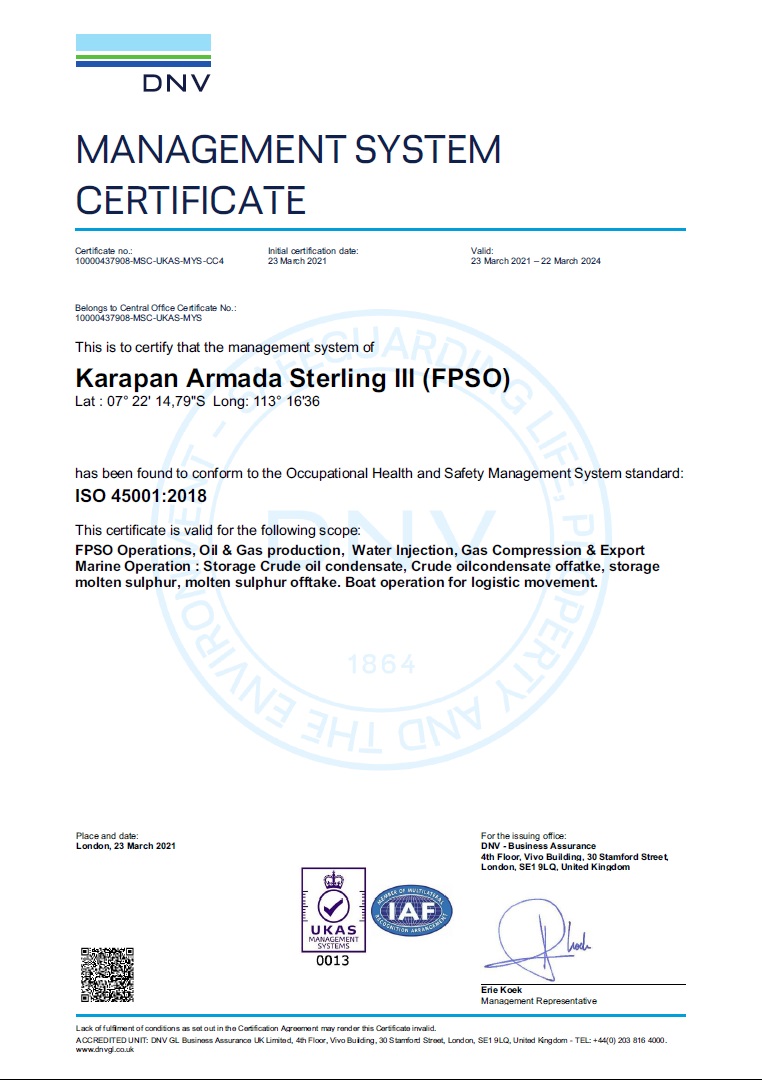 DNV
MANAGEMENT SYSTEM
CERTIFICATE
Certificate no.:
10000437908-MSC-UKAS-MYS-CC4
Initial certification date:
23 March 2021
Valid:
23 March 2021 – 22 March 2024
Belongs to Central Office Certificate No.:
10000437908-MSC-UKAS-MYS
This is to certify that the management system of
Karapan Armada Sterling III (FPSO)
Lat : 07° 22' 14,79"S Long: 113° 16'36
has been found to conform to the Occupational Health and Safety Management System standard:
ISO 45001:2018
This certificate is valid for the following scope:
FPSO Operations, Oil & Gas production, Water Injection, Gas Compression & Export
Marine Operation : Storage Crude oil condensate, Crude oilcondensate offatke, storage
molten sulphur, molten sulphur offtake. Boat operation for logistic movement.
SAFEGUARDING LIFE, PROPERTY AND THE ENVIRONMENT
DNV
1864
Place and date:
London, 23 March 2021
For the issuing office:
DNV - Business Assurance
4th Floor, Vivo Building, 30 Stamford Street,
London, SE1 9LQ, United Kingdom
UKAS
MANAGEMENT
SYSTEMS
0013
MEMBER OF MULTILATERAL
IAF
RECOGNITION ARRANGEMENT
Erie Koek
Management Representative
Lack of fulfilment of conditions as set out in the Certification Agreement may render this Certificate invalid.
ACCREDITED UNIT: DNV GL Business Assurance UK Limited, 4th Floor, Vivo Building, 30 Stamford Street, London, SE1 9LQ, United Kingdom - TEL: +44(0) 203 816 4000.
www.dnvgl.co.uk